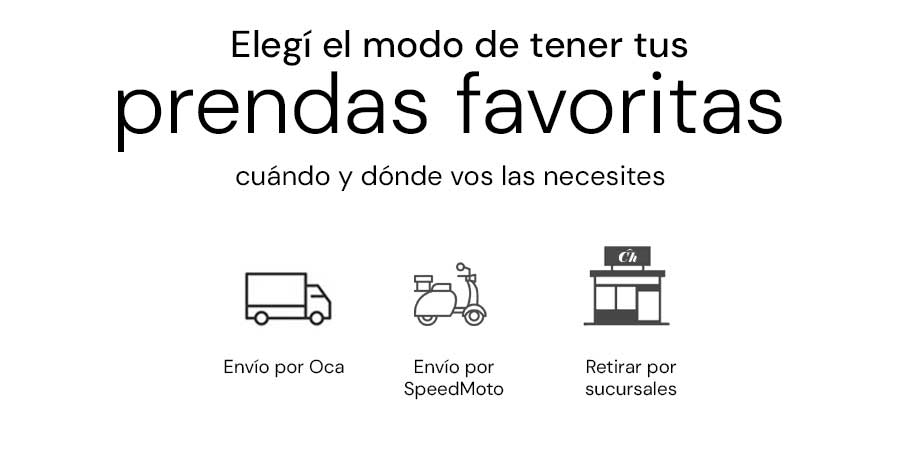 Elegí el modo de tener tus
prendas favoritas
cuándo y dónde vos las necesites
Ch
Envío por Oca
Envío por
SpeedMoto
Retirar por
sucursales